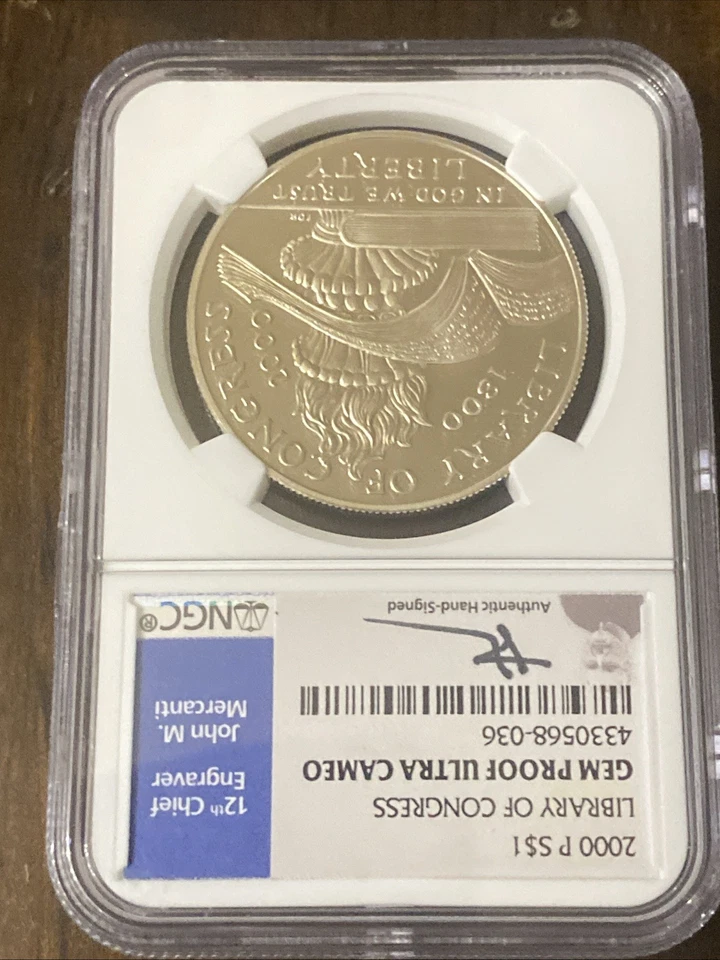 2000 P S$1
LIBRARY OF CONGRESS
GEM PROOF ULTRA CAMEO
4330568-036
Authentic Hand-Signed
12th Chief
Engraver
John M.
Mercanti
NGC®
LIBRARY OF CONGRESS
1800 2000
IN GOD WE TRUST
LIBERTY